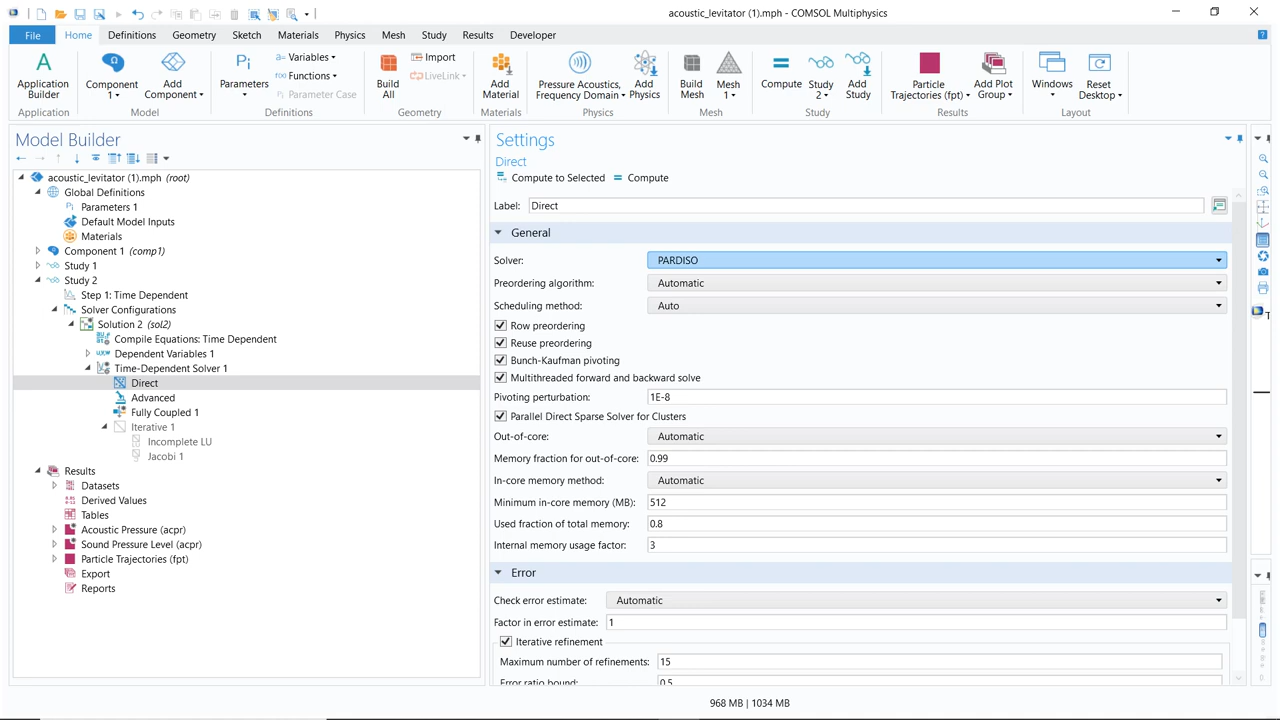 acoustic_levitator (1).mph - COMSOL Multiphysics
File Home Definitions Geometry Sketch Materials Physics Mesh Study Results Developer
Application Builder
Component 1
Add Component
Pi
Parameters
a= Variables
f(x) Functions
Parameter Case
Build All
Import
LiveLink
Add Material
Pressure Acoustics, Frequency Domain
Add Physics
Build Mesh
Mesh 1
Compute
Study 2
Add Study
Particle Trajectories (fpt)
Add Plot Group
Windows
Reset Desktop
Application Model Definitions Geometry Materials Physics Mesh Study Results Layout
Model Builder
acoustic_levitator (1).mph (root)
Global Definitions
Parameters 1
Default Model Inputs
Materials
Component 1 (comp1)
Study 1
Study 2
Step 1: Time Dependent
Solver Configurations
Solution 2 (sol2)
Compile Equations: Time Dependent
Dependent Variables 1
Time-Dependent Solver 1
Direct
Advanced
Fully Coupled 1
Iterative 1
Incomplete LU
Jacobi 1
Results
Datasets
Derived Values
Tables
Acoustic Pressure (acpr)
Sound Pressure Level (acpr)
Particle Trajectories (fpt)
Export
Reports
Settings
Direct
Compute to Selected = Compute
Label: Direct
General
Solver: PARDISO
Preordering algorithm: Automatic
Scheduling method: Auto
Row preordering
Reuse preordering
Bunch-Kaufman pivoting
Multithreaded forward and backward solve
Pivoting perturbation: 1E-8
Parallel Direct Sparse Solver for Clusters
Out-of-core: Automatic
Memory fraction for out-of-core: 0.99
In-core memory method: Automatic
Minimum in-core memory (MB): 512
Used fraction of total memory: 0.8
Internal memory usage factor: 3
Error
Check error estimate: Automatic
Factor in error estimate: 1
Iterative refinement
Maximum number of refinements: 15
Error ratio bound: 0.5
968 MB | 1034 MB